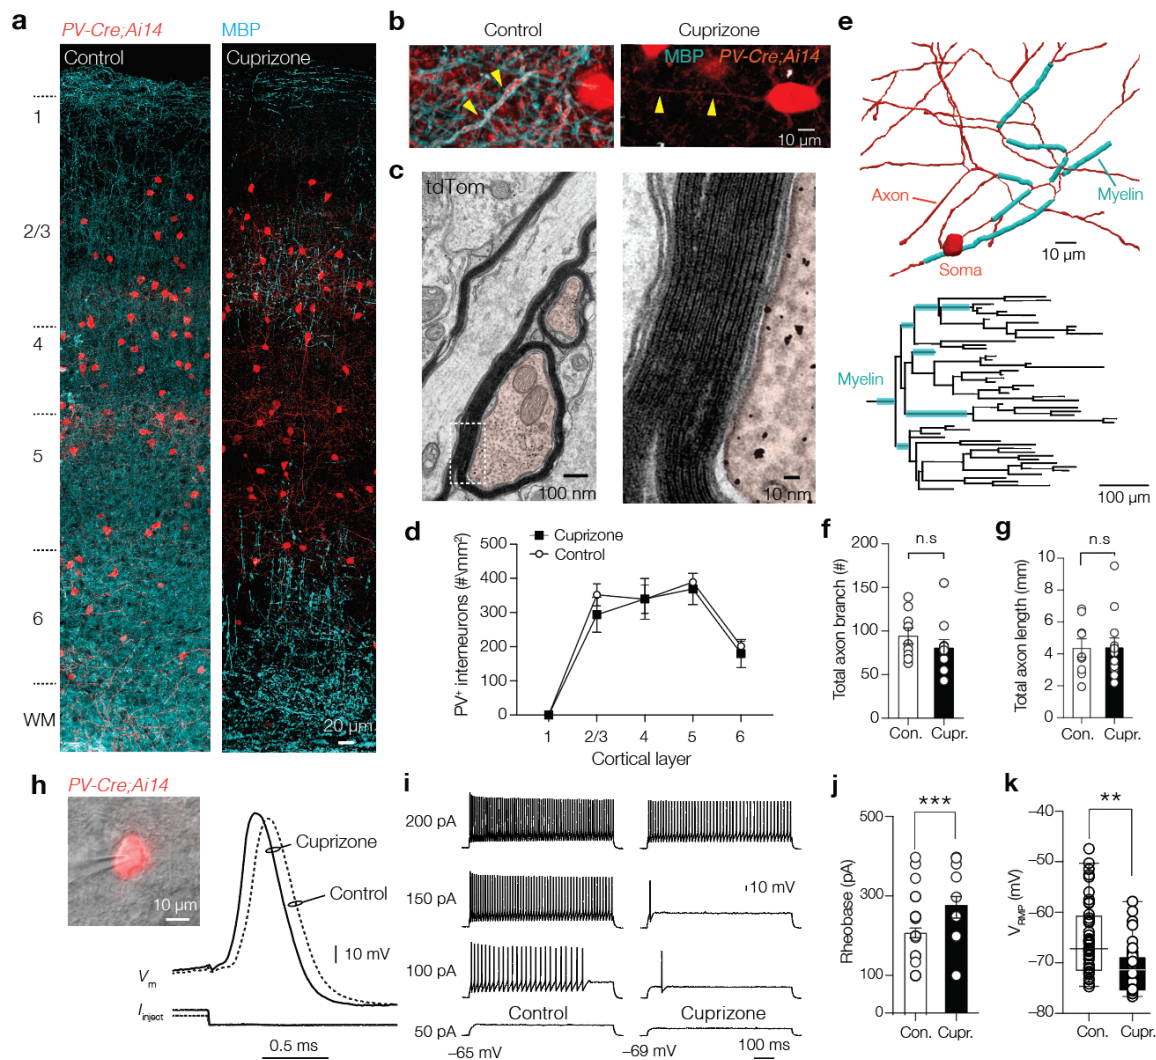 a
PV-Cre;Ai14
MBP
Control
Cuprizone
1
2/3
4
5
6
WM
20 µm
b
Control
Cuprizone
MBP PV-Cre;Ai14
10 µm
c
tdTom
100 nm
10 nm
e
Axon
Myelin
10 µm
Soma
Myelin
100 µm
d
Cuprizone
Control
PV⁺ interneurons (#\mm²)
500
400
300
200
100
0
1
2/3
4
5
6
Cortical layer
f
n.s
Total axon branch (#)
200
150
100
50
0
Con.
Cupr.
g
n.s
Total axon length (mm)
10
8
6
4
2
0
Con.
Cupr.
h
PV-Cre;Ai14
10 µm
Cuprizone
Control
10 mV
Vm
Iinject
0.5 ms
i
200 pA
150 pA
10 mV
100 pA
50 pA
Control
Cuprizone
−65 mV
−69 mV
100 ms
j
***
Rheobase (pA)
500
300
100
0
Con.
Cupr.
k
**
VRMP (mV)
−40
−50
−60
−70
−80
Con.
Cupr.